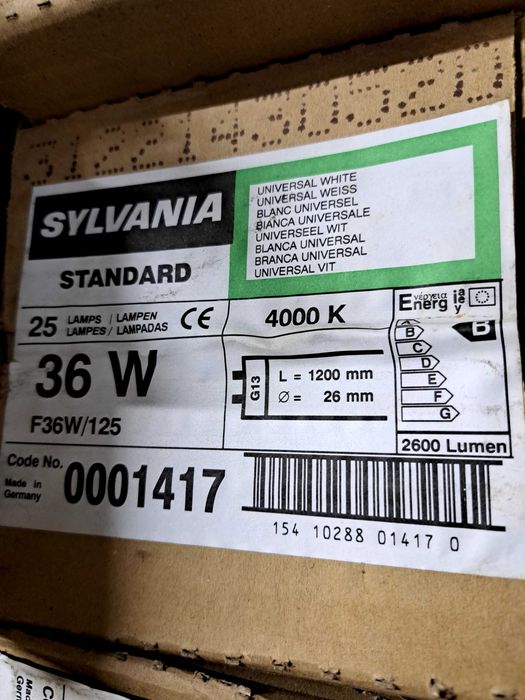 SYLVANIA
STANDARD
UNIVERSAL WHITE
UNIVERSAL WEISS
BLANC UNIVERSEL
BIANCA UNIVERSALE
UNIVERSEEL WIT
BLANCA UNIVERSAL
BRANCA UNIVERSAL
UNIVERSAL VIT
25 LAMPS / LAMPEN
LAMPES / LAMPADAS
CE
4000 K
Energ
B
B
C
D
E
F
G
36 W
F36W/125
G13
L = 1200 mm
Ø = 26 mm
2600 Lumen
Code No. 0001417
Made in
Germany
154 10288 01417 0